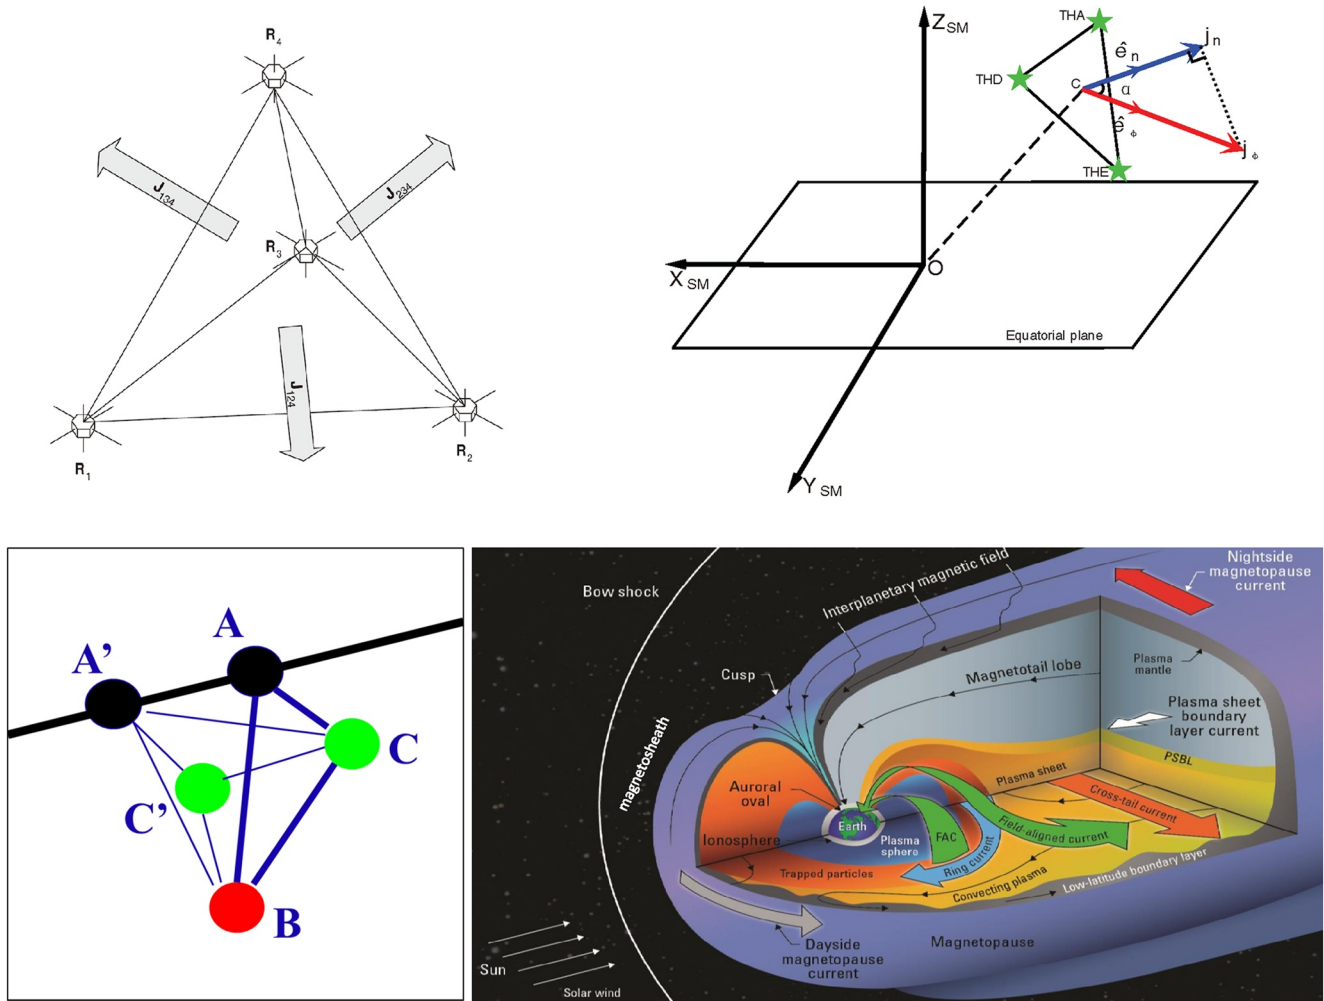 R4
J134
J234
R3
J124
R1
R2
ZSM
THA
THD
THE
ên
jn
C
α
êϕ
jϕ
XSM
O
Equatorial plane
YSM
A
A’
C
C’
B
Nightside
magnetopause
current
Bow shock
Interplanetary magnetic field
Cusp
Magnetotail lobe
Plasma
mantle
Plasma sheet
boundary
layer current
magnetosheath
PSBL
Plasma sheet
Cross-tail current
Auroral
oval
Earth
Ionosphere
Plasma
sphere
FAC
Field-aligned current
Ring current
Trapped particles
Convecting plasma
Low-latitude boundary layer
Dayside
magnetopause
current
Magnetopause
Sun
Solar wind